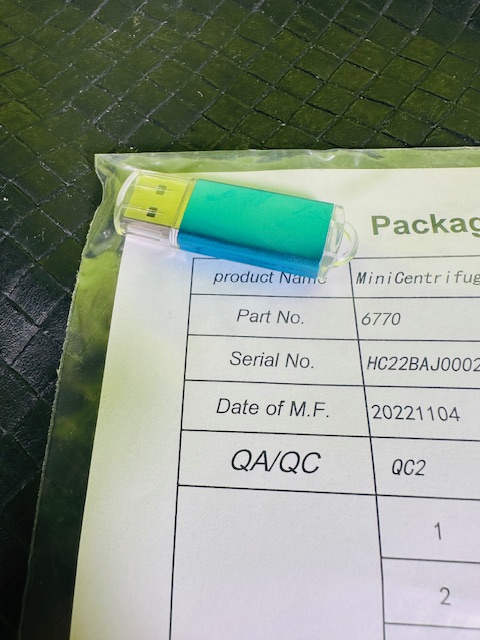 Packag
product Name MiniCentrifug
Part No. 6770
Serial No. HC22BAJ0002
Date of M.F. 20221104
QA/QC QC2
1
2